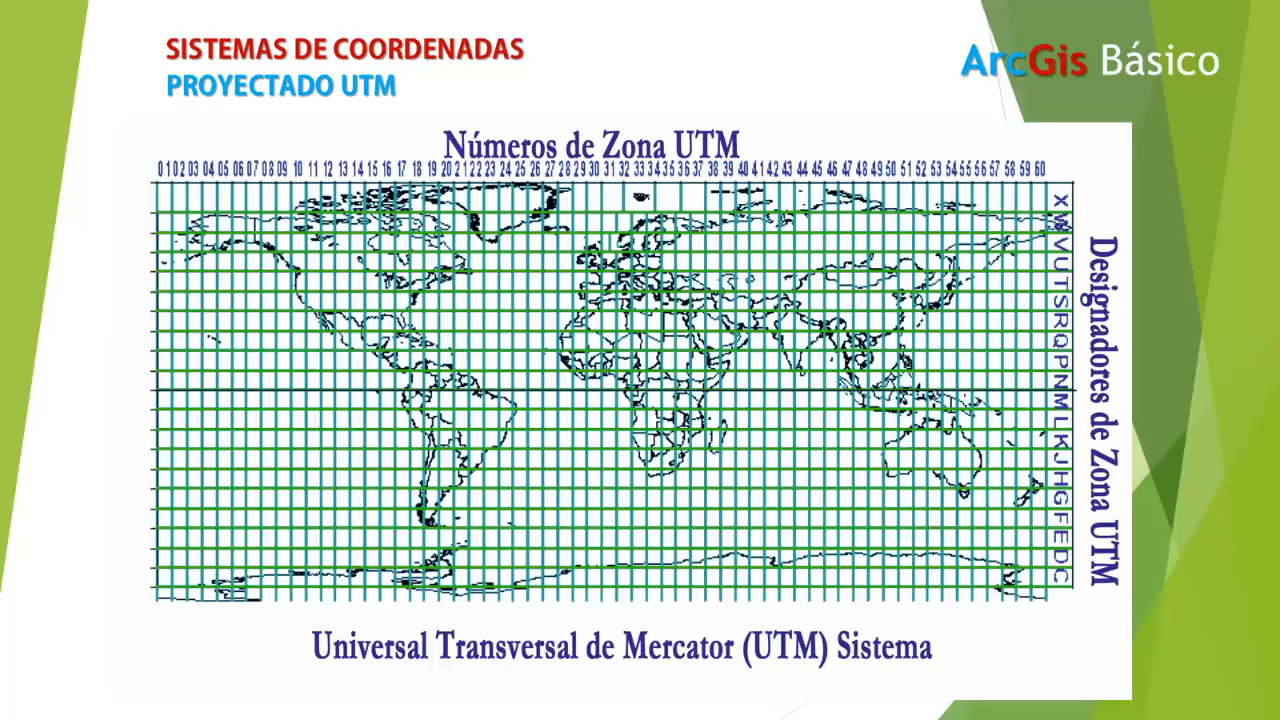 SISTEMAS DE COORDENADAS
PROYECTADO UTM
ArcGis Básico
Números de Zona UTM
01 02 03 04 05 06 07 08 09 10 11 12 13 14 15 16 17 18 19 20 21 22 23 24 25 26 27 28 29 30 31 32 33 34 35 36 37 38 39 40 41 42 43 44 45 46 47 48 49 50 51 52 53 54 55 56 57 58 59 60
X W V U T S R Q P N M L K J H G F E D C
Designadores de Zona UTM
Universal Transversal de Mercator (UTM) Sistema